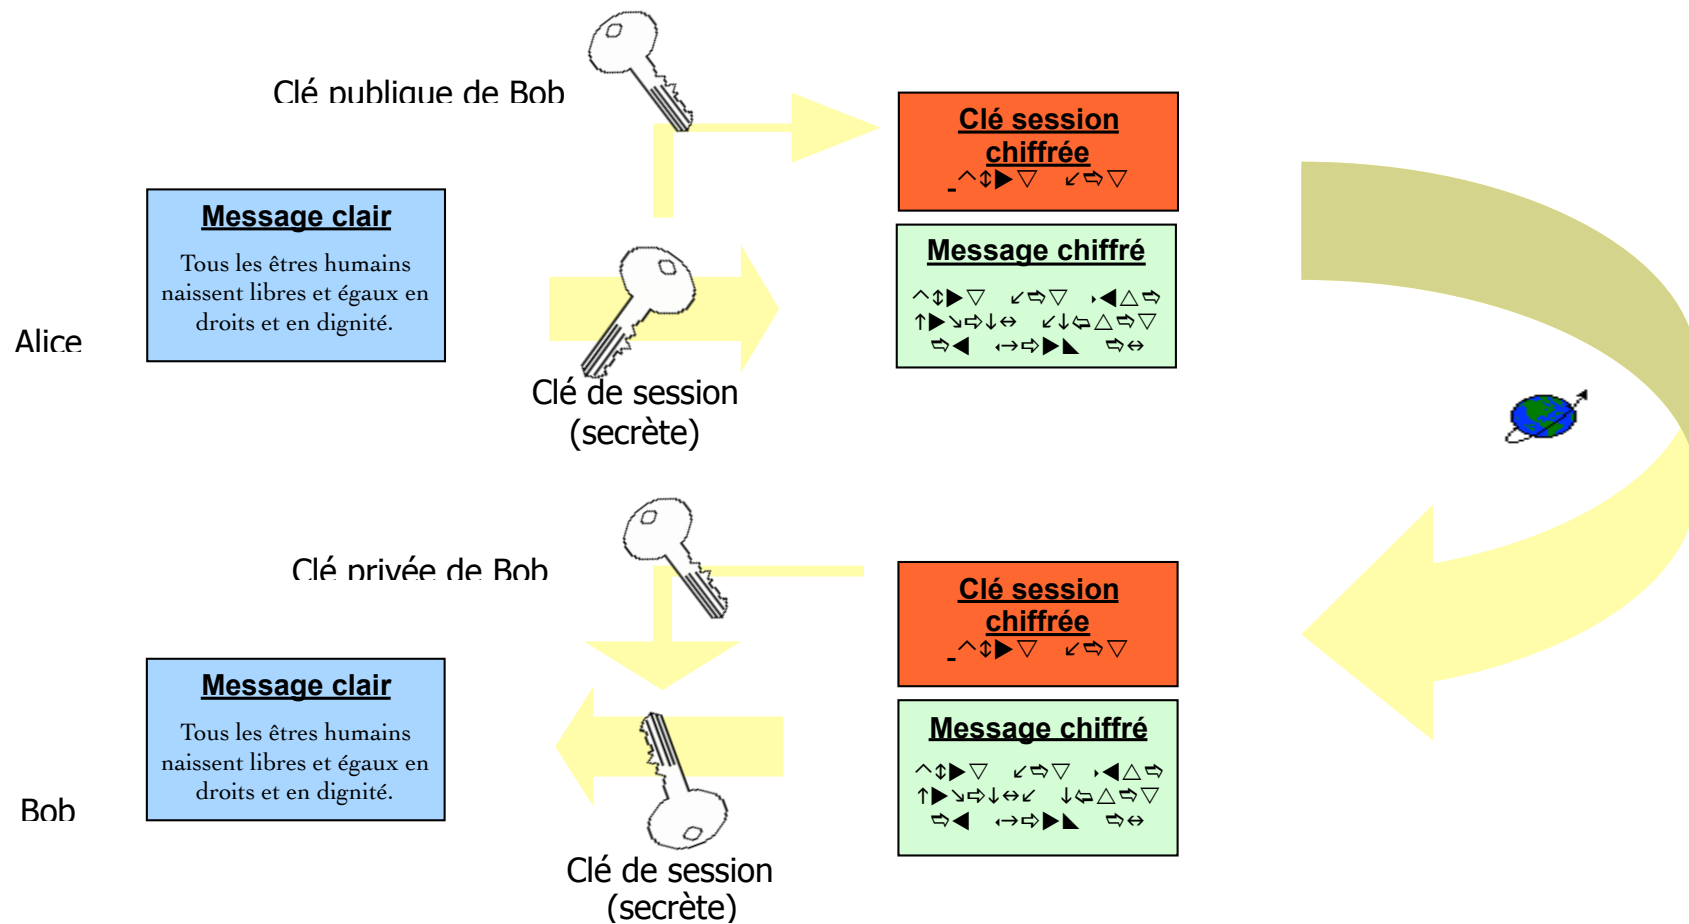 Clé publique de Bob
Clé session
chiffrée
Message clair
Tous les êtres humains
naissent libres et égaux en
droits et en dignité.
Message chiffré
Alice
Clé de session
(secrète)
Clé privée de Bob
Clé session
chiffrée
Message clair
Tous les êtres humains
naissent libres et égaux en
droits et en dignité.
Message chiffré
Bob
Clé de session
(secrète)